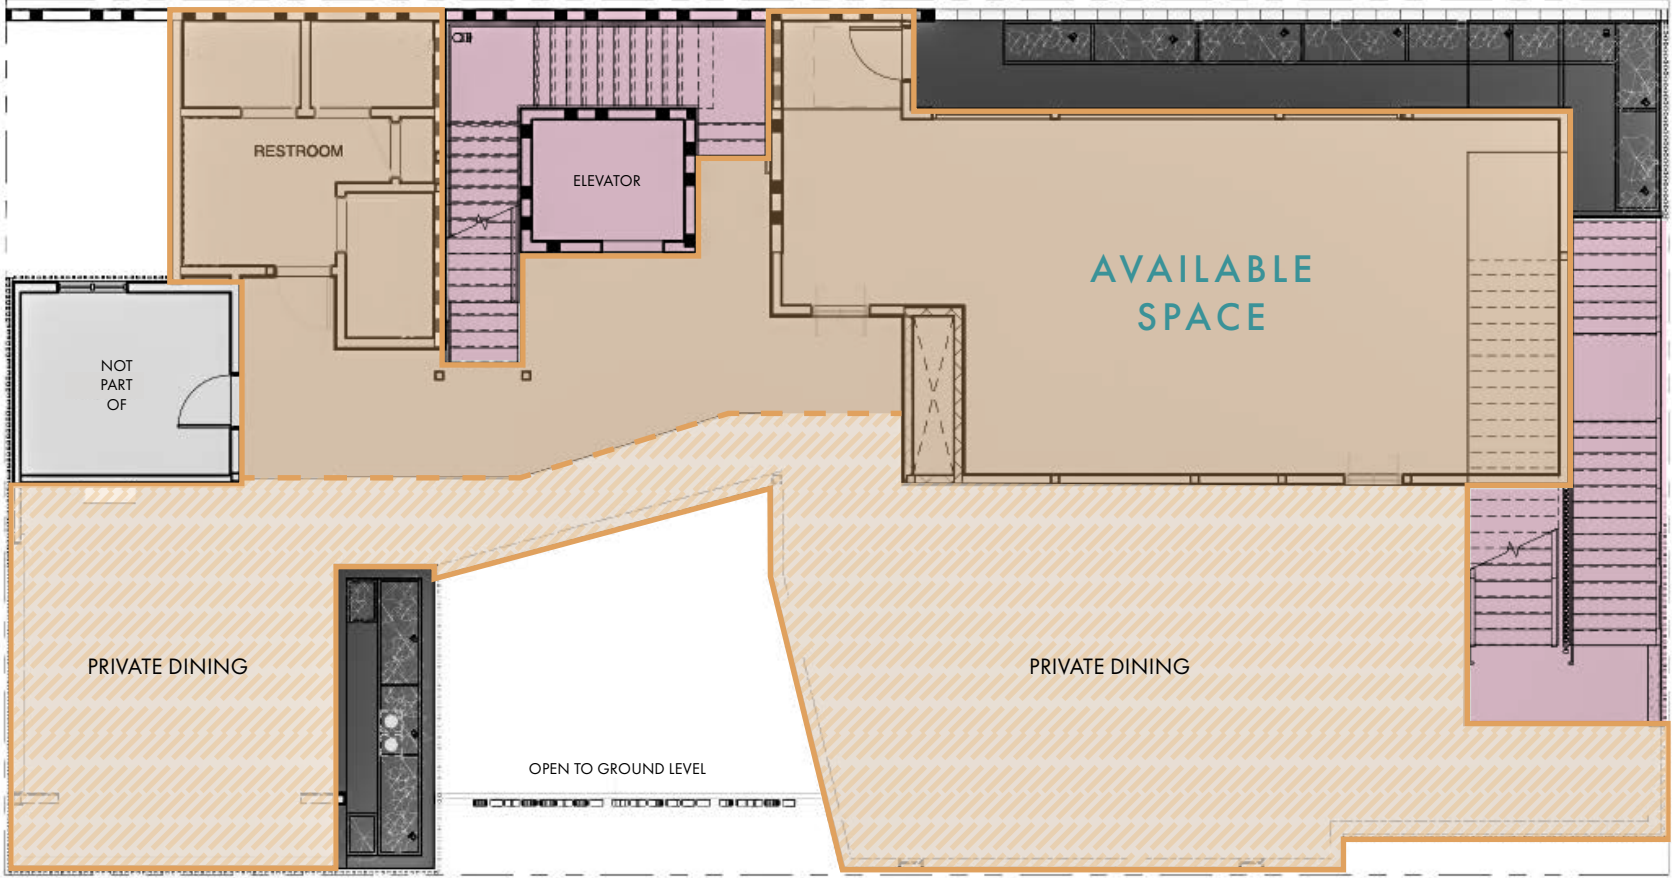 RESTROOM
ELEVATOR
AVAILABLE
SPACE
NOT
PART
OF
PRIVATE DINING
PRIVATE DINING
OPEN TO GROUND LEVEL